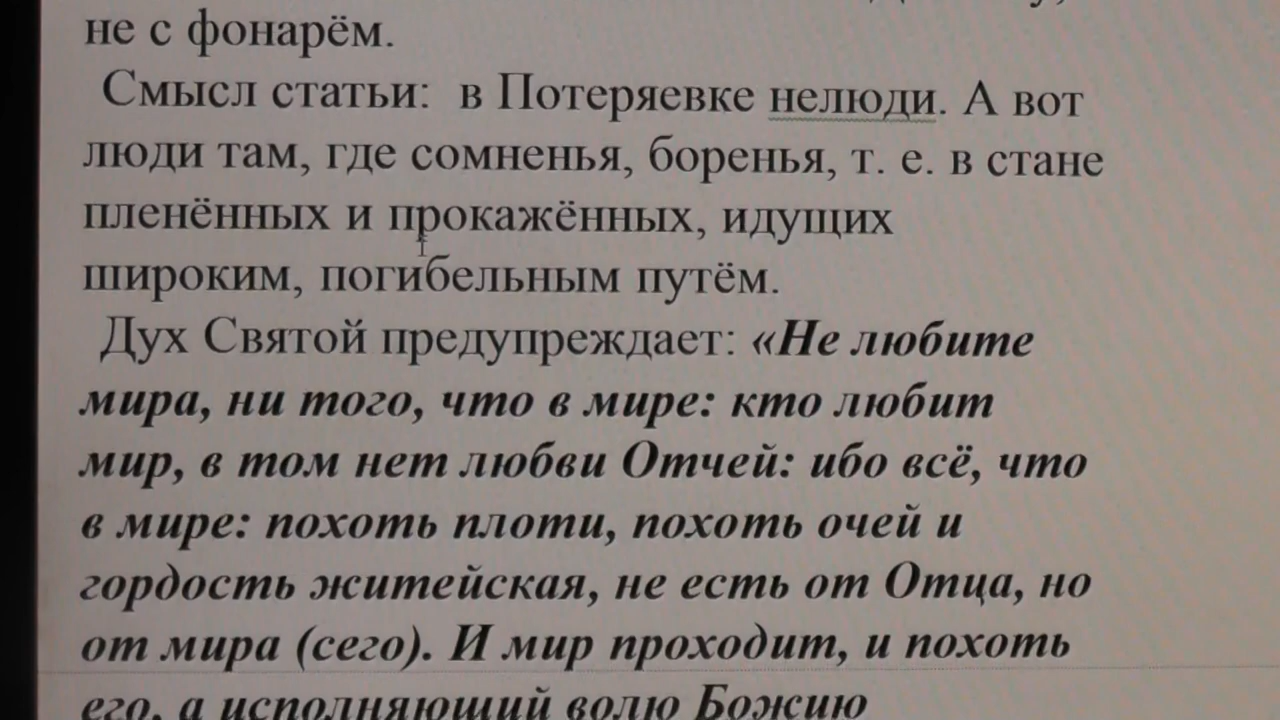 не с фонарём.
Смысл статьи: в Потеряевке нелюди. А вот
люди там, где сомненья, боренья, т. е. в стане
пленённых и прокажённых, идущих
широким, погибельным путём.
Дух Святой предупреждает: «Не любите
мира, ни того, что в мире: кто любит
мир, в том нет любви Отчей: ибо всё, что
в мире: похоть плоти, похоть очей и
гордость житейская, не есть от Отца, но
от мира (сего). И мир проходит, и похоть
его, а исполняющий волю Божию